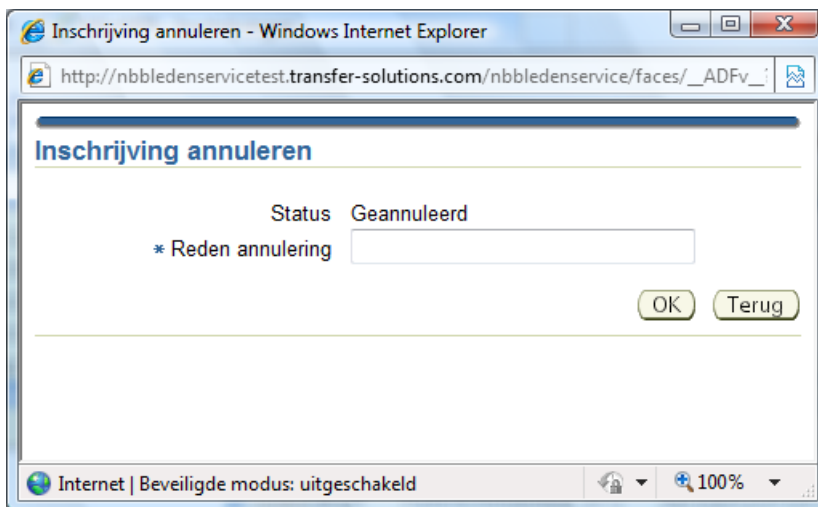 Inschrijving annuleren - Windows Internet Explorer
http://nbbledenservicetest.transfer-solutions.com/nbbledenservice/faces/__ADFv__
Inschrijving annuleren
Status Geannuleerd
* Reden annulering
OK Terug
Internet | Beveiligde modus: uitgeschakeld 100%